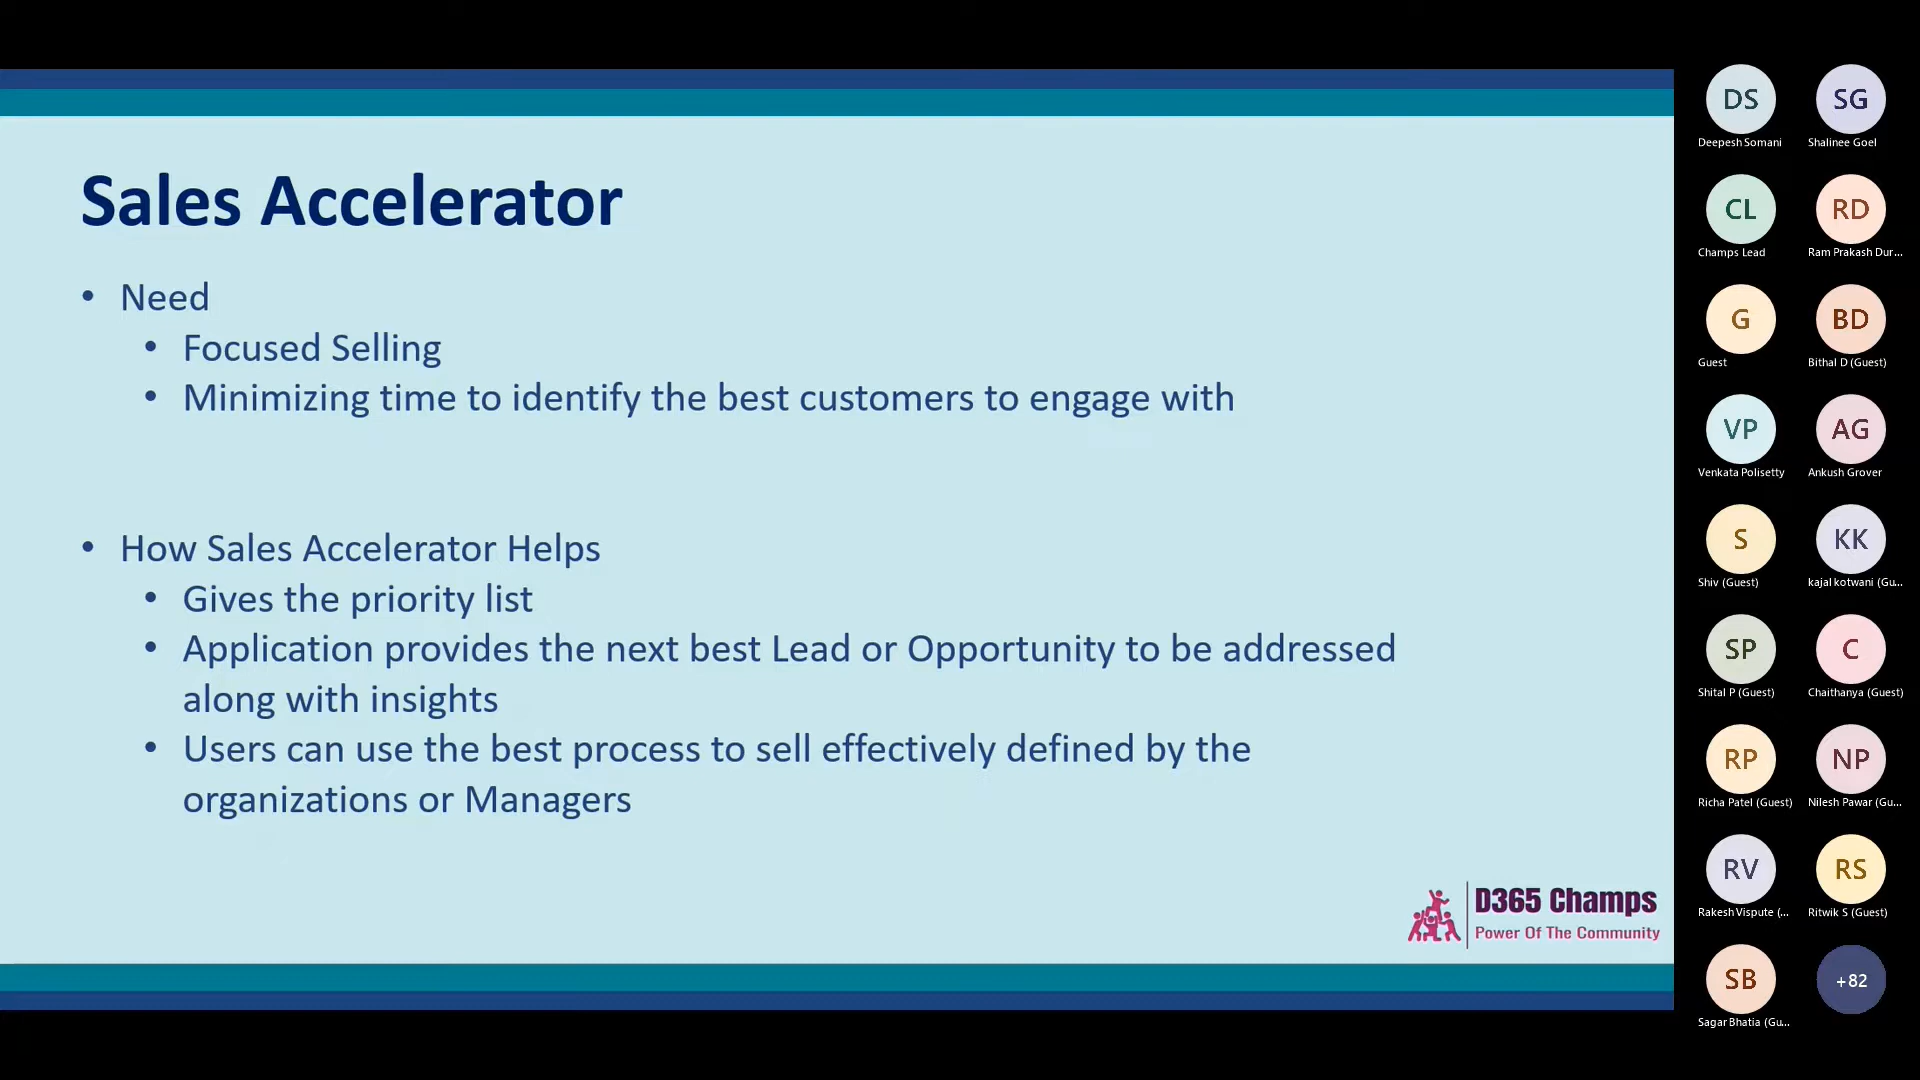 Sales Accelerator
• Need
• Focused Selling
• Minimizing time to identify the best customers to engage with
• How Sales Accelerator Helps
• Gives the priority list
• Application provides the next best Lead or Opportunity to be addressed
along with insights
• Users can use the best process to sell effectively defined by the
organizations or Managers
D365 Champs
Power Of The Community
DS
Deepesh Somani
SG
Shalinee Goel
CL
Champs Lead
RD
Ram Prakash Dur...
G
Guest
BD
Bithal D (Guest)
VP
Venkata Polisetty
AG
Ankush Grover
S
Shiv (Guest)
KK
kajal kotwani (Gu...
SP
Shital P (Guest)
C
Chaithanya (Guest)
RP
Richa Patel (Guest)
NP
Nilesh Pawar (Gu...
RV
Rakesh Vispute (...
RS
Ritwik S (Guest)
SB
Sagar Bhatia (Gu...
+82